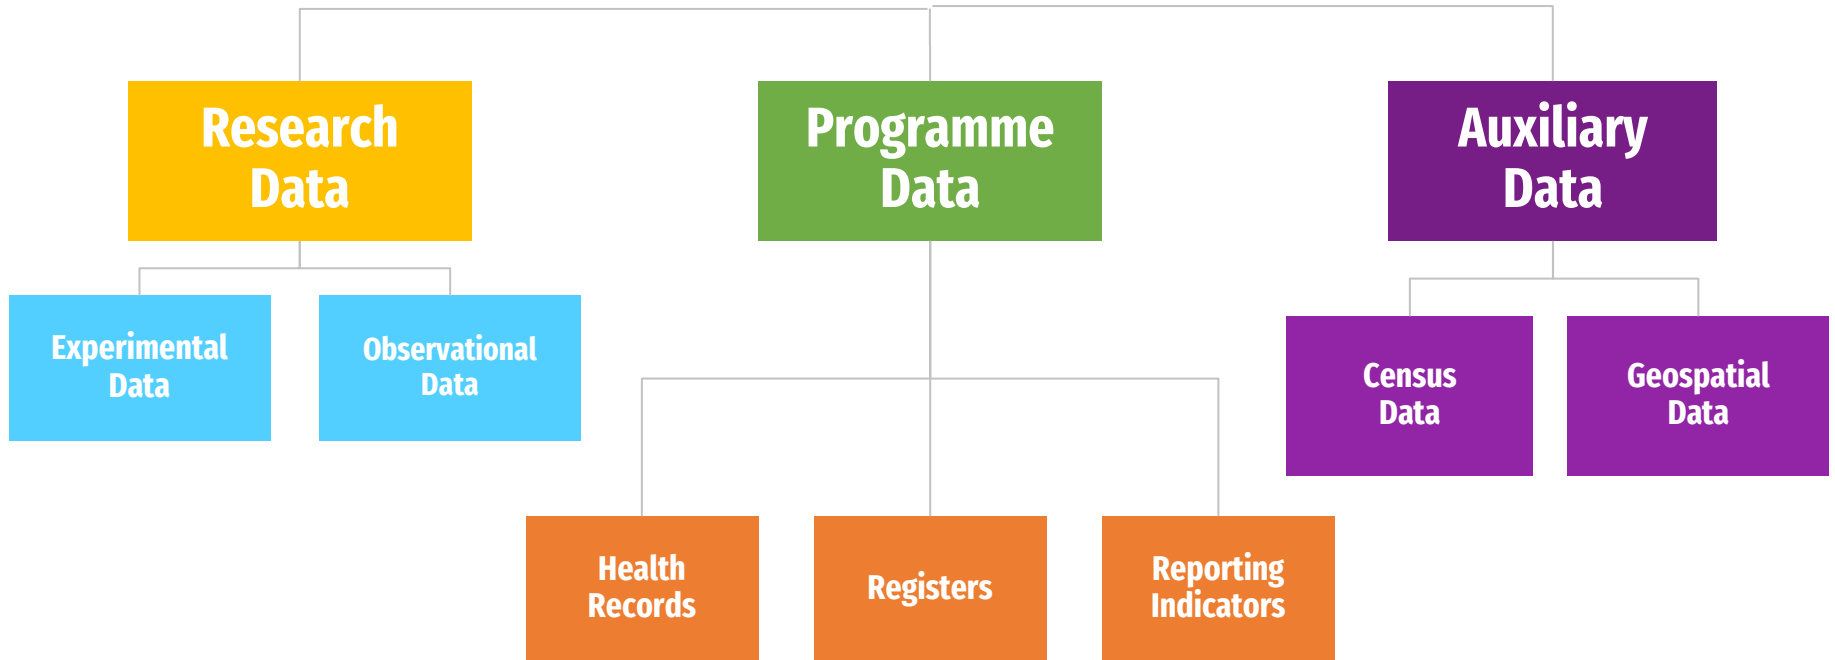 Research
Data
Programme
Data
Auxiliary
Data
Experimental
Data
Observational
Data
Census
Data
Geospatial
Data
Health
Records
Registers
Reporting
Indicators